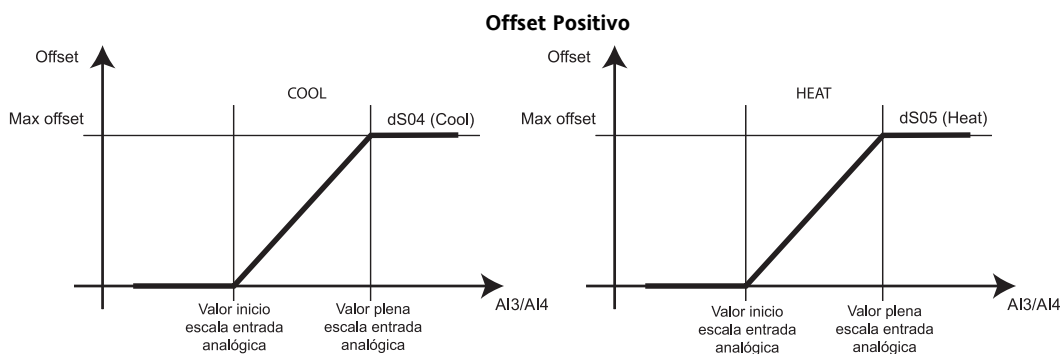 Offset Positivo
Offset
COOL
Max offset
dS04 (Cool)
AI3/AI4
Valor inicio
escala entrada
analógica
Valor plena
escala entrada
analógica
Offset
HEAT
Max offset
dS05 (Heat)
AI3/AI4
Valor inicio
escala entrada
analógica
Valor plena
escala entrada
analógica